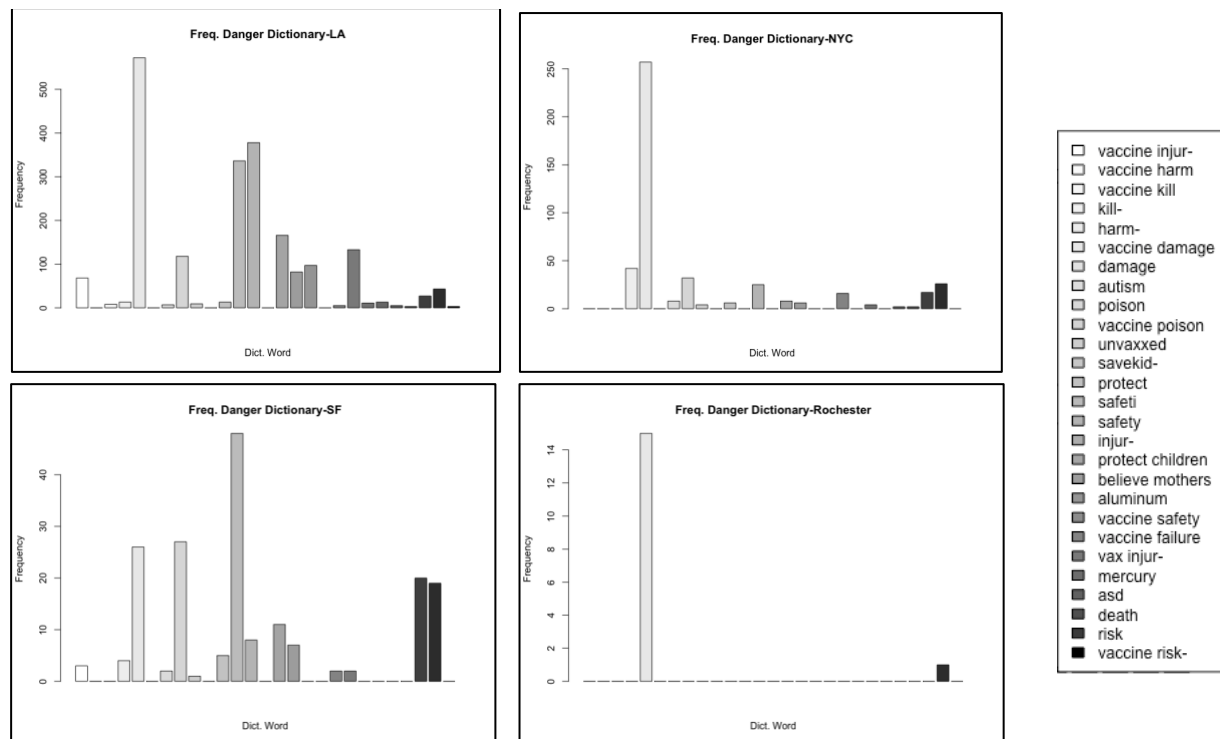 Freq. Danger Dictionary-LA
Frequency
0
100
200
300
400
500
Dict. Word
Freq. Danger Dictionary-NYC
Frequency
0
50
100
150
200
250
Dict. Word
Freq. Danger Dictionary-SF
Frequency
0
10
20
30
40
Dict. Word
Freq. Danger Dictionary-Rochester
Frequency
0
2
4
6
8
10
12
14
Dict. Word
vaccine injur-
vaccine harm
vaccine kill
kill-
harm-
vaccine damage
damage
autism
poison
vaccine poison
unvaxxed
savekid-
protect
safeti
safety
injur-
protect children
believe mothers
aluminum
vaccine safety
vaccine failure
vax injur-
mercury
asd
death
risk
vaccine risk-